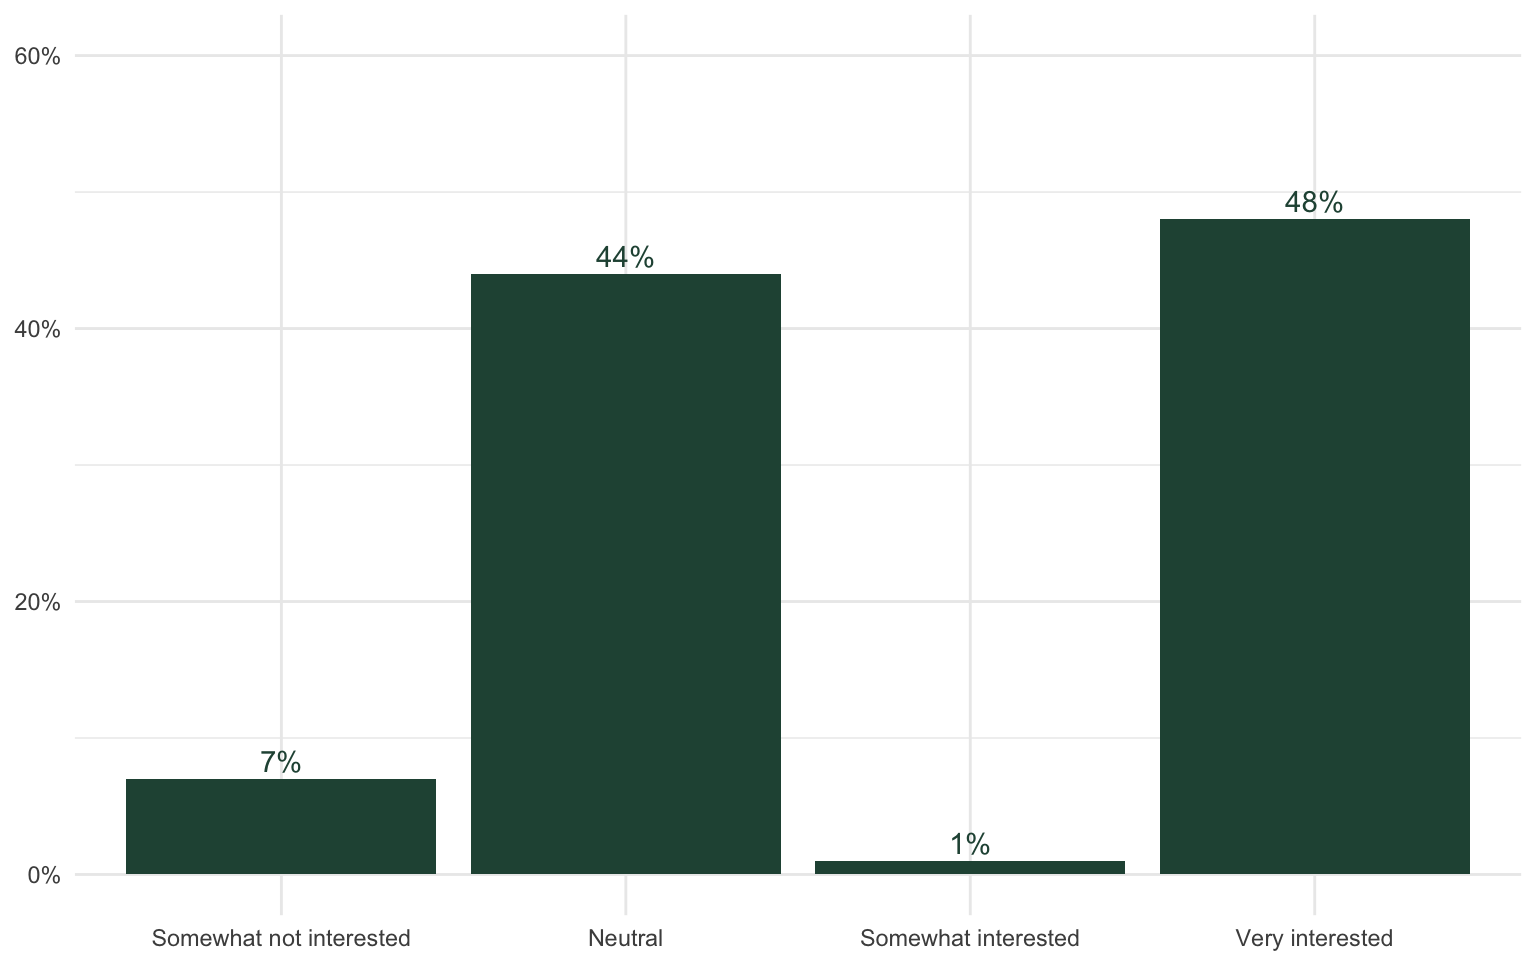 60%
48%
44%
40%
20%
7%
1%
0%
Somewhat not interested
Neutral
Somewhat interested
Very interested